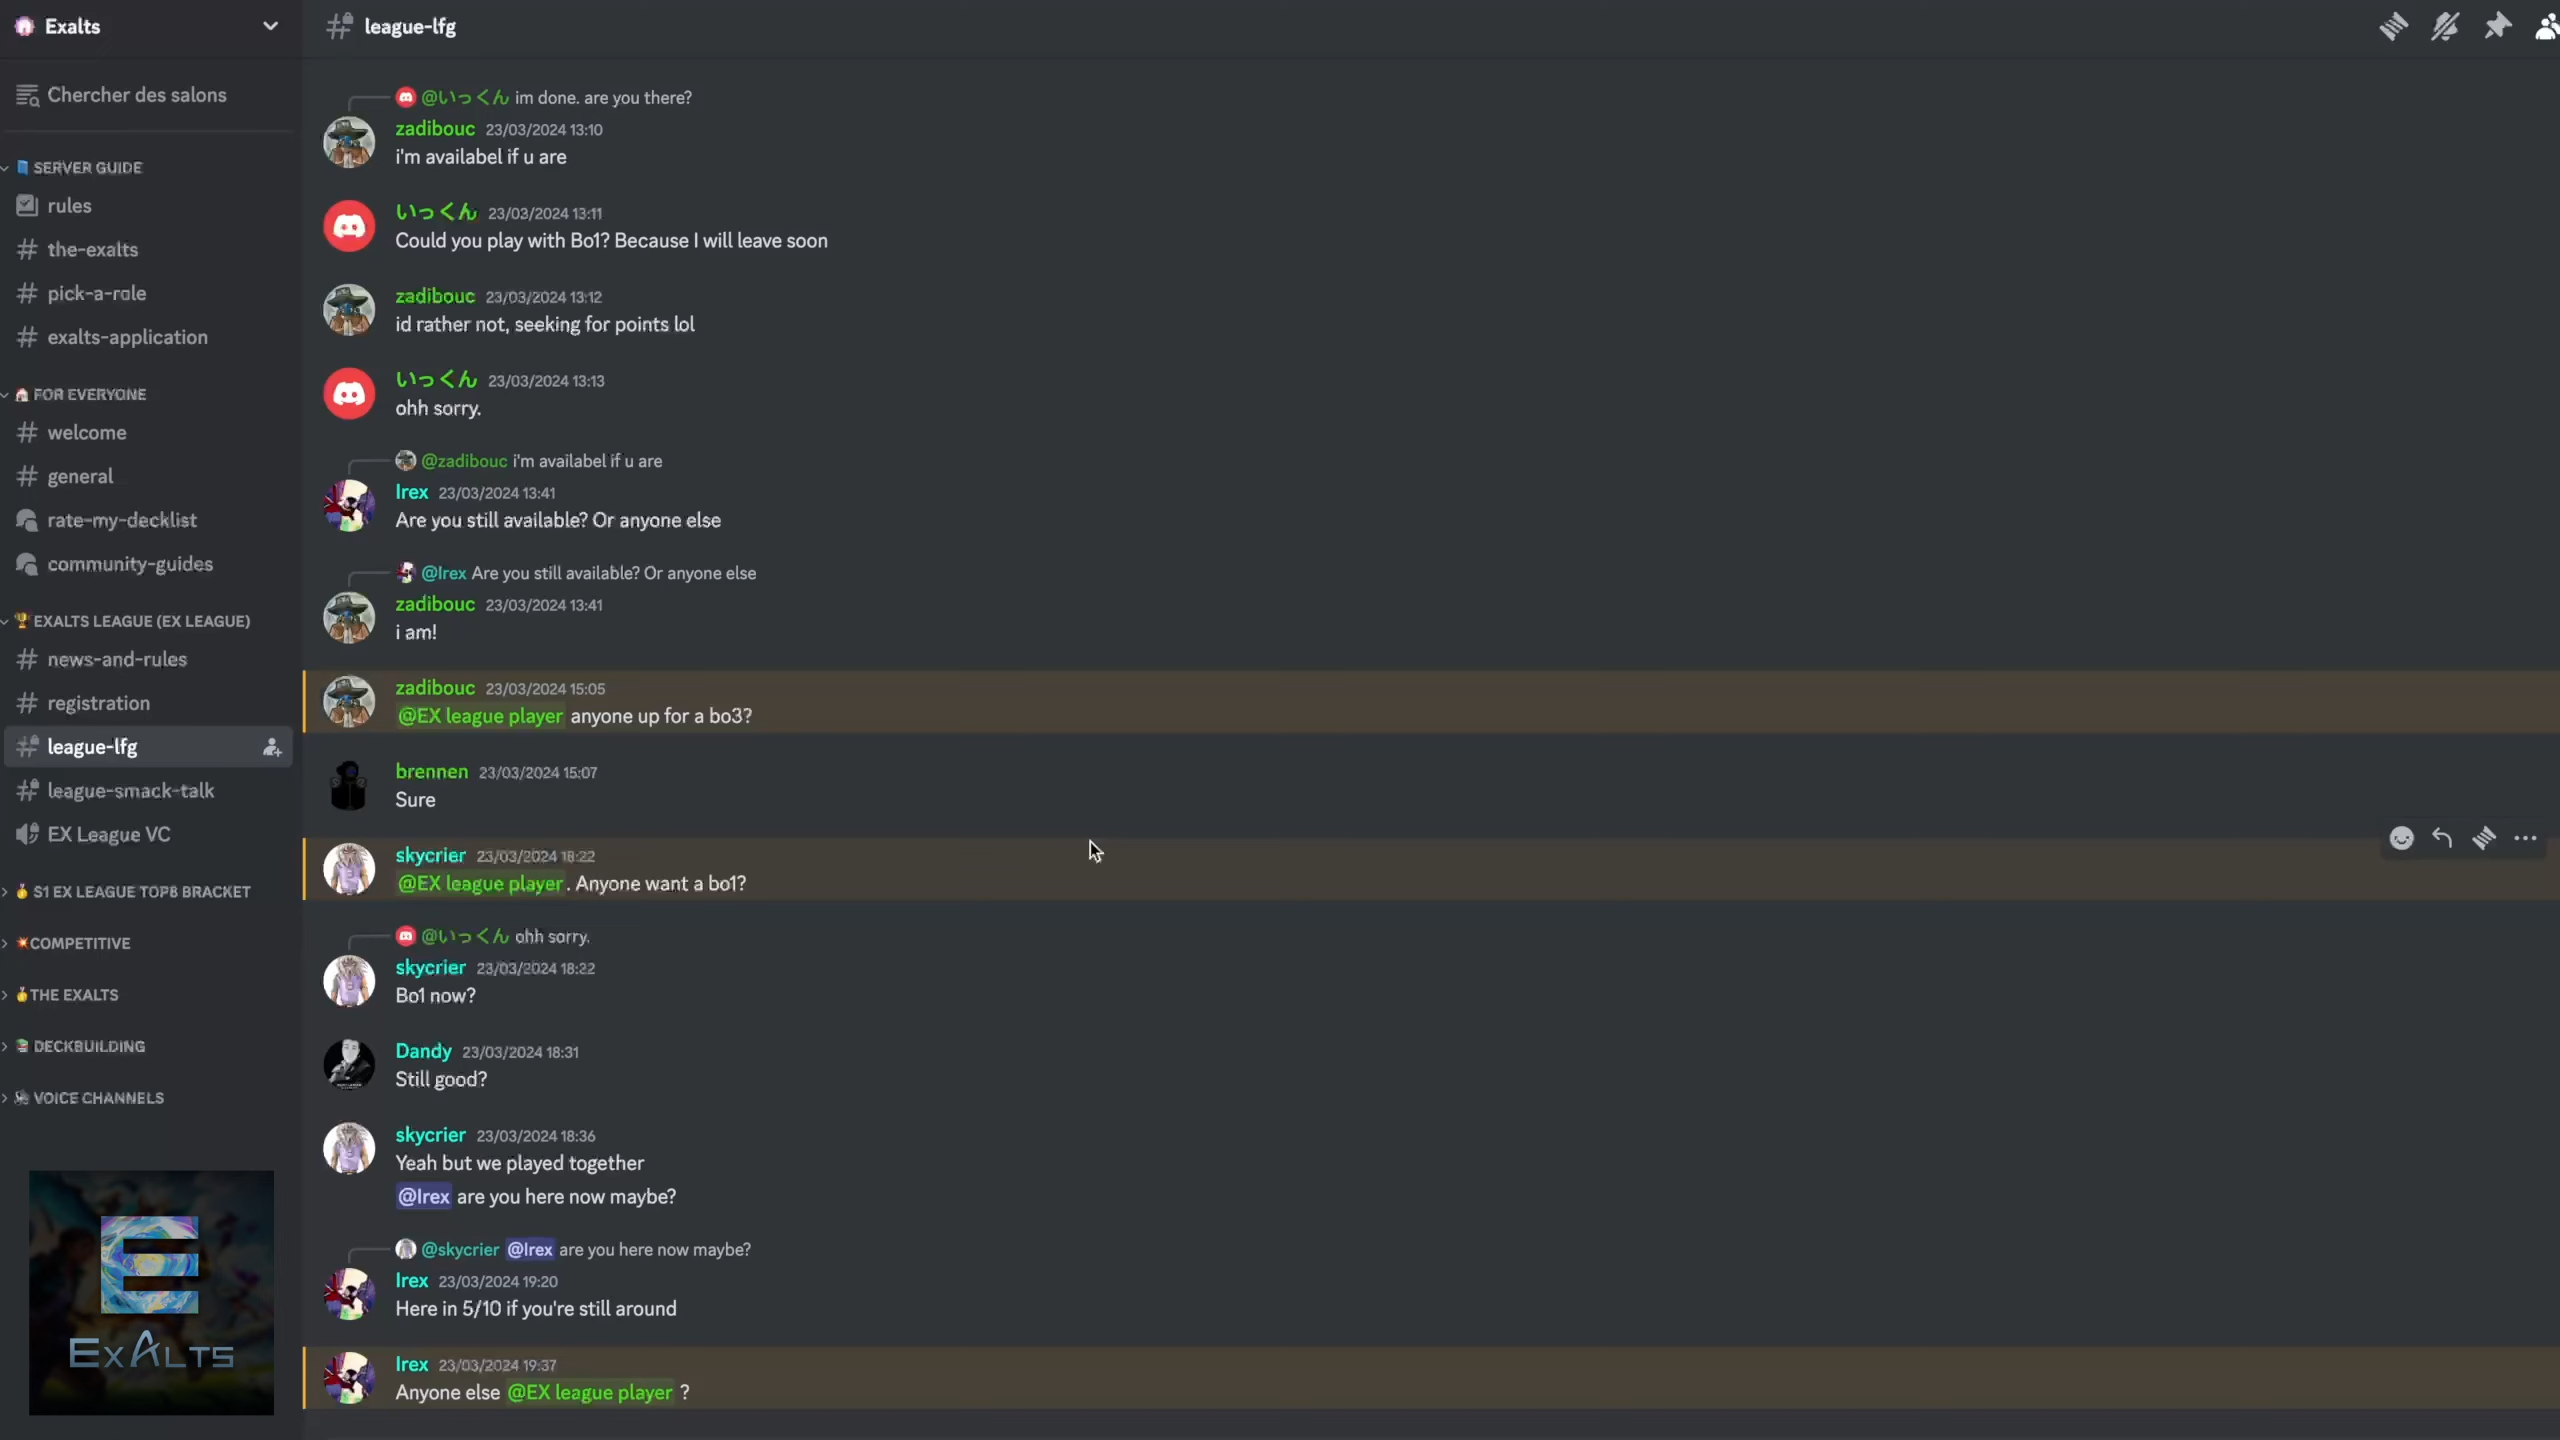 Exalts
Chercher des salons
SERVER GUIDE
rules
the-exalts
pick-a-role
exalts-application
FOR EVERYONE
welcome
general
rate-my-decklist
community-guides
EXALTS LEAGUE (EX LEAGUE)
news-and-rules
registration
league-lfg
league-smack-talk
EX League VC
S1 EX LEAGUE TOP8 BRACKET
COMPETITIVE
THE EXALTS
DECKBUILDING
VOICE CHANNELS
E
EXALTS
league-lfg
@いっくん im done. are you there?
zadibouc 23/03/2024 13:10
i'm availabel if u are
いっくん 23/03/2024 13:11
Could you play with Bo1? Because I will leave soon
zadibouc 23/03/2024 13:12
id rather not, seeking for points lol
いっくん 23/03/2024 13:13
ohh sorry.
@zadibouc i'm availabel if u are
Irex 23/03/2024 13:41
Are you still available? Or anyone else
@Irex Are you still available? Or anyone else
zadibouc 23/03/2024 13:41
i am!
zadibouc 23/03/2024 15:05
@EX league player anyone up for a bo3?
brennen 23/03/2024 15:07
Sure
skycrier 23/03/2024 18:22
@EX league player . Anyone want a bo1?
@いっくん ohh sorry.
skycrier 23/03/2024 18:22
Bo1 now?
Dandy 23/03/2024 18:31
Still good?
skycrier 23/03/2024 18:36
Yeah but we played together
@Irex are you here now maybe?
@skycrier @Irex are you here now maybe?
Irex 23/03/2024 19:20
Here in 5/10 if you're still around
Irex 23/03/2024 19:37
Anyone else @EX league player ?